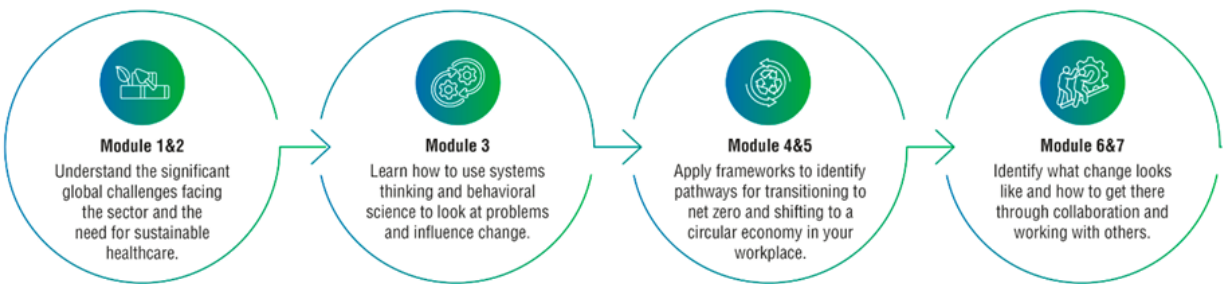 Module 1&2
Understand the significant
global challenges facing
the sector and the
need for sustainable
healthcare.
Module 3
Learn how to use systems
thinking and behavioral
science to look at problems
and influence change.
Module 4&5
Apply frameworks to identify
pathways for transitioning to
net zero and shifting to a
circular economy in your
workplace.
Module 6&7
Identify what change looks
like and how to get there
through collaboration and
working with others.